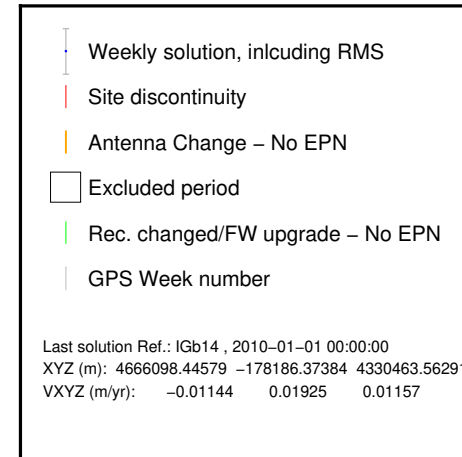 Weekly solution, inlcuding RMS
Site discontinuity
Antenna Change − No EPN
Excluded period
Rec. changed/FW upgrade − No EPN
GPS Week number
Last solution Ref.: IGb14 , 2010−01−01 00:00:00
XYZ (m): 4666098.44579 −178186.37384 4330463.56291
VXYZ (m/yr): −0.01144 0.01925 0.01157